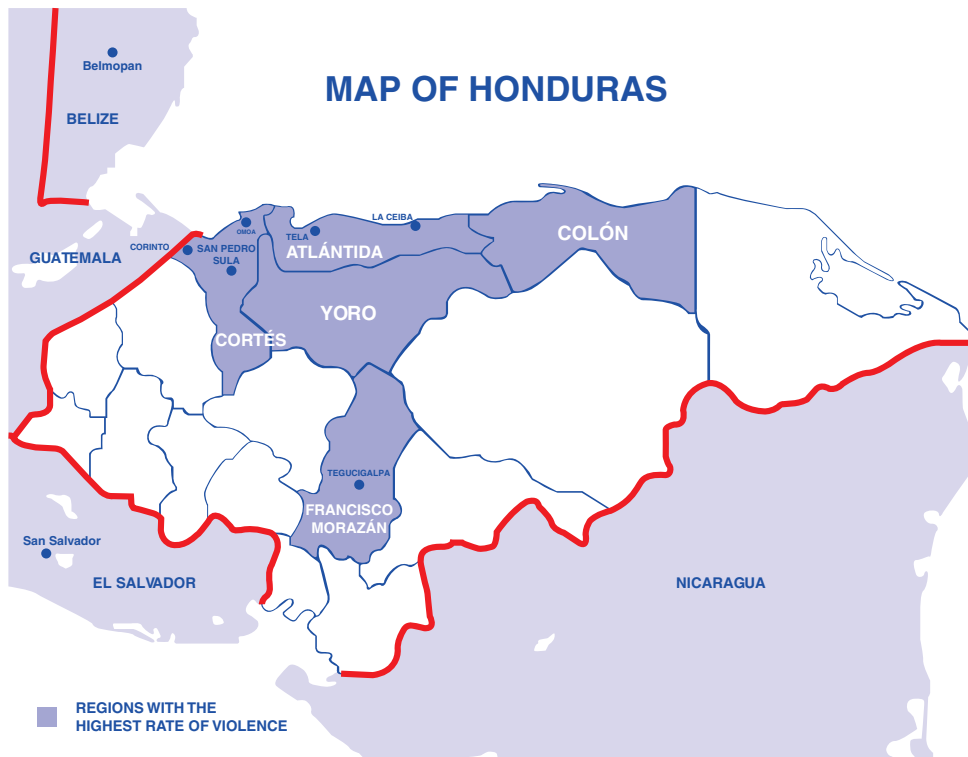 Belmopan
MAP OF HONDURAS
BELIZE
LA CEIBA
OMOA
TELA
COLÓN
CORINTO
SAN PEDRO
SULA
ATLÁNTIDA
GUATEMALA
YORO
CORTÉS
TEGUCIGALPA
FRANCISCO
MORAZÁN
San Salvador
EL SALVADOR
NICARAGUA
REGIONS WITH THE
HIGHEST RATE OF VIOLENCE